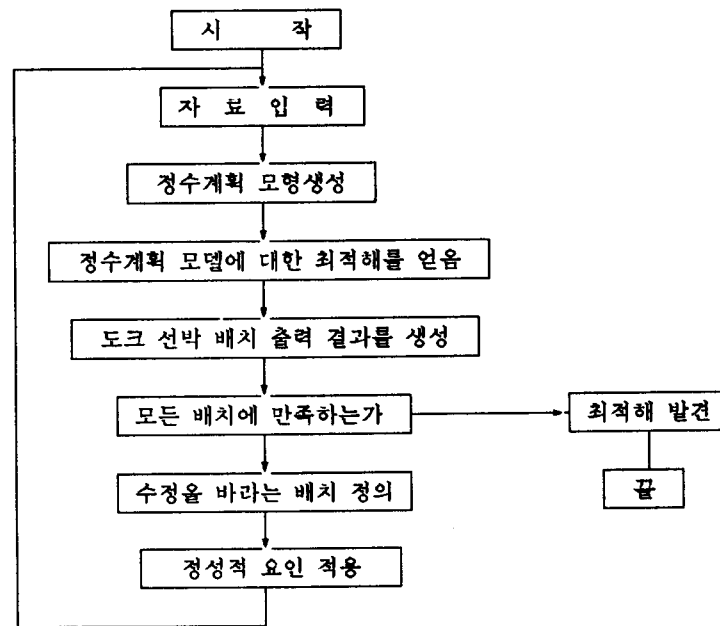 시 작
자 료 입 력
정수계획 모형생성
정수계획 모델에 대한 최적해를 얻음
도크 선박 배치 출력 결과를 생성
모든 배치에 만족하는가
최적해 발견
수정을 바라는 배치 정의
끝
정성적 요인 적용